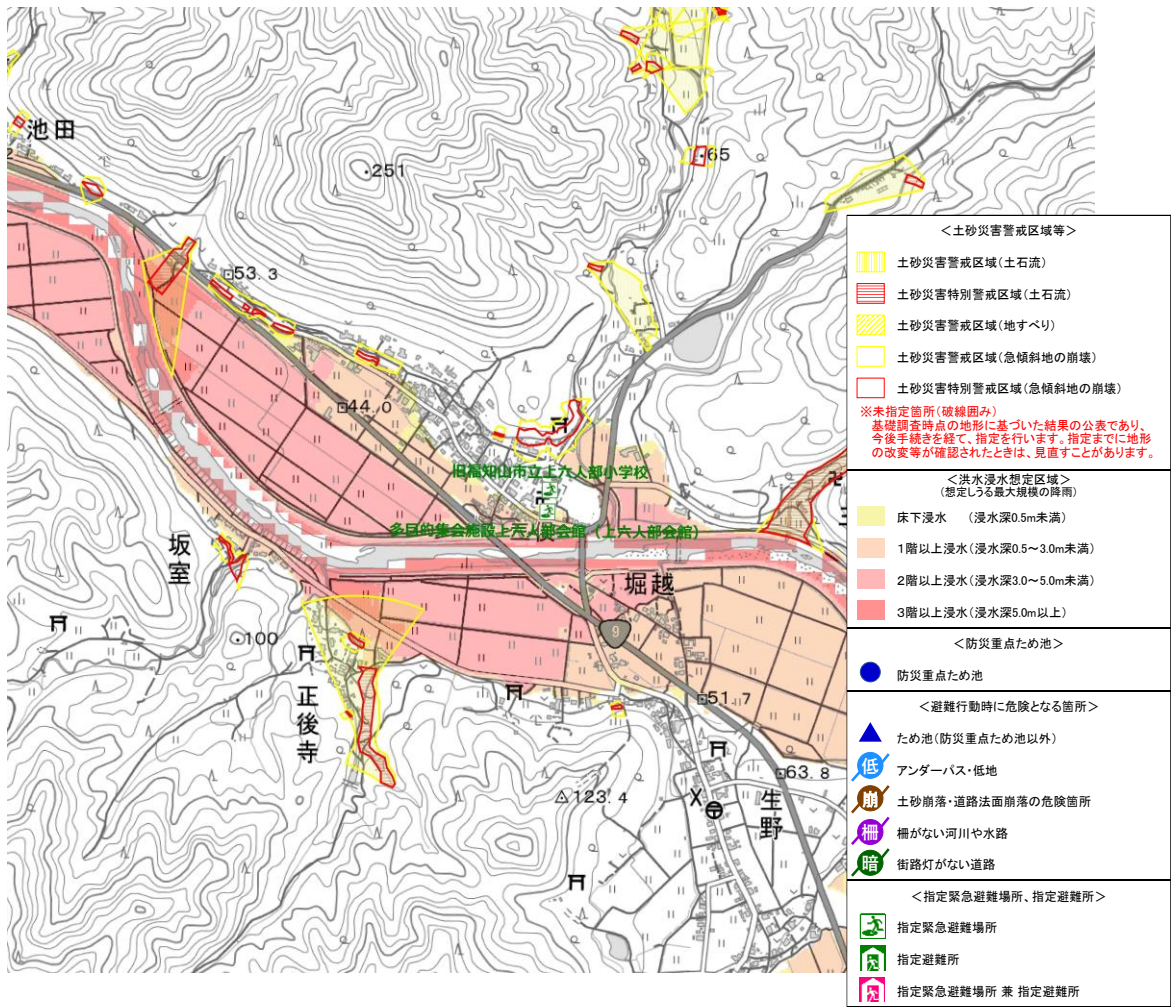 池田
2
・251
・65
53.3
44.0
旧福知山市立上六人部小学校
多目的集会施設上六人部会館(上六人部会館)
坂室
堀越
9
100
正後寺
51.7
63.8
123.4
生野
<土砂災害警戒区域等>
土砂災害警戒区域(土石流)
土砂災害特別警戒区域(土石流)
土砂災害警戒区域(地すべり)
土砂災害警戒区域(急傾斜地の崩壊)
土砂災害特別警戒区域(急傾斜地の崩壊)
※未指定箇所(破線囲み)
基礎調査時点の地形に基づいた結果の公表であり、
今後手続きを経て、指定を行います。指定までに地形
の改変等が確認されたときは、見直すことがあります。
<洪水浸水想定区域>
(想定しうる最大規模の降雨)
床下浸水 (浸水深0.5m未満)
1階以上浸水(浸水深0.5~3.0m未満)
2階以上浸水(浸水深3.0~5.0m未満)
3階以上浸水(浸水深5.0m以上)
<防災重点ため池>
防災重点ため池
<避難行動時に危険となる箇所>
ため池(防災重点ため池以外)
低 アンダーパス・低地
崩 土砂崩落・道路法面崩落の危険箇所
柵 柵がない河川や水路
暗 街路灯がない道路
<指定緊急避難場所、指定避難所>
指定緊急避難場所
指定避難所
指定緊急避難場所 兼 指定避難所